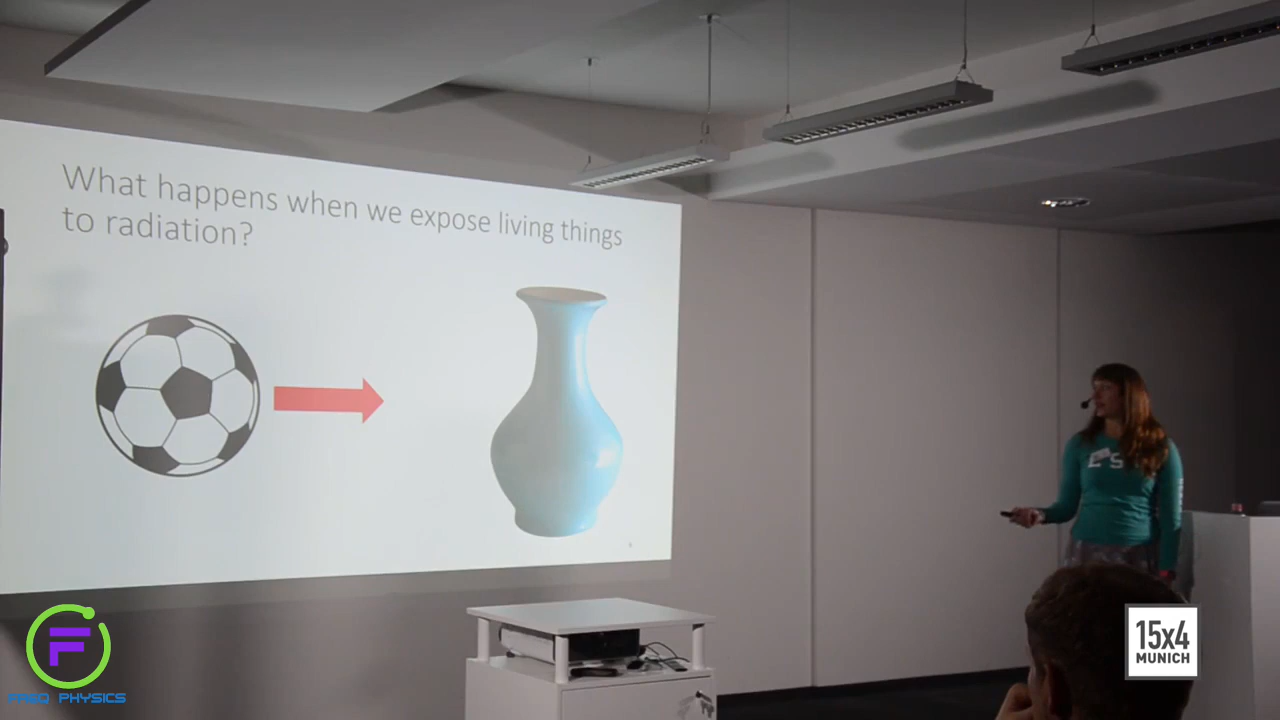 What happens when we expose living things
to radiation?
FRED PHYSICS
15x4
MUNICH